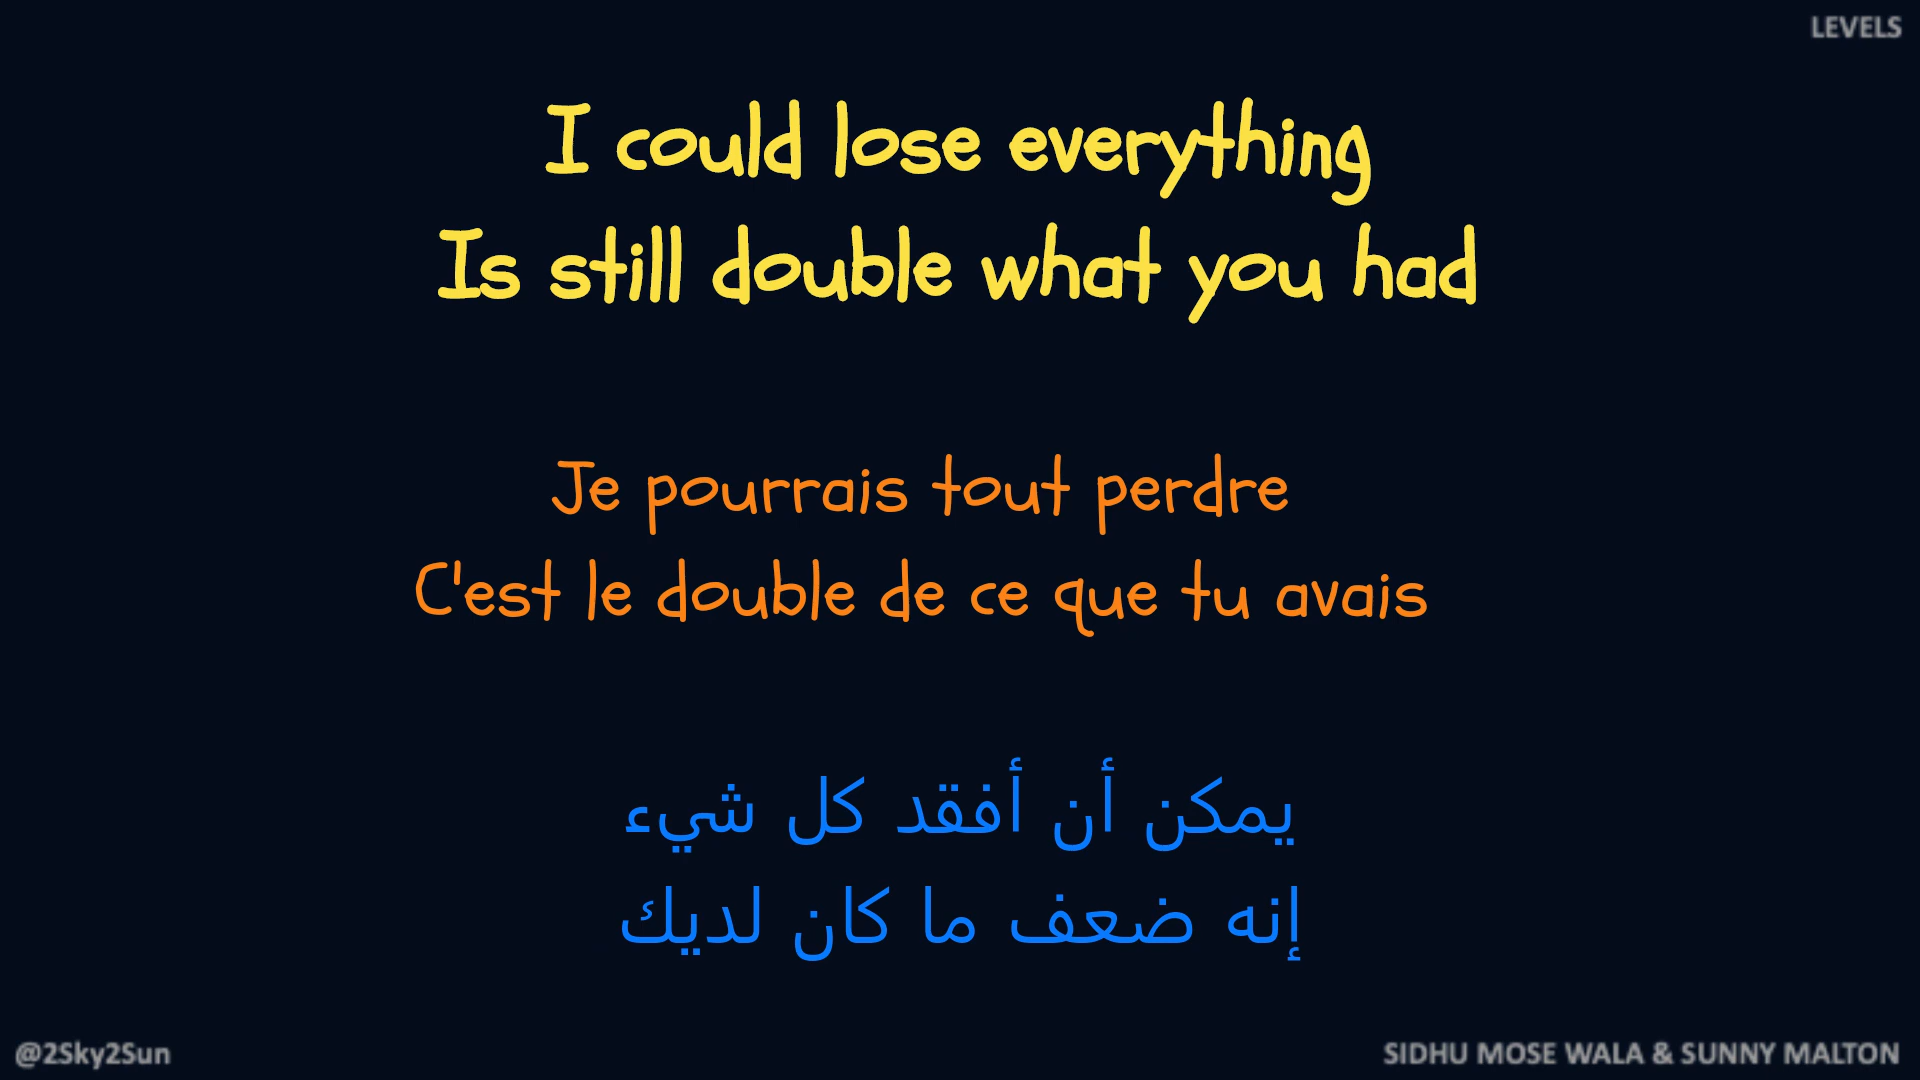 LEVELS
I could lose everything
Is still double what you had
Je pourrais tout perdre
C'est le double de ce que tu avais
يمكن أن أفقد كل شيء
إنه ضعف ما كان لديك
@2Sky2Sun
SIDHU MOSE WALA & SUNNY MALTON